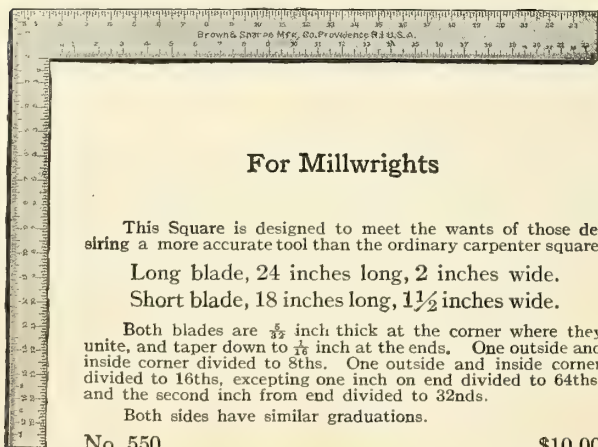 Brown & Sharpe Mfg. Co. Providence R.I. U.S.A.
For Millwrights
This Square is designed to meet the wants of those de
siring a more accurate tool than the ordinary carpenter square
Long blade, 24 inches long, 2 inches wide.
Short blade, 18 inches long, 1½ inches wide.
Both blades are 5/32 inch thick at the corner where they
unite, and taper down to 1/16 inch at the ends. One outside and
inside corner divided to 8ths. One outside and inside corner
divided to 16ths, excepting one inch on end divided to 64ths
and the second inch from end divided to 32nds.
Both sides have similar graduations.
No. 550 $10.00